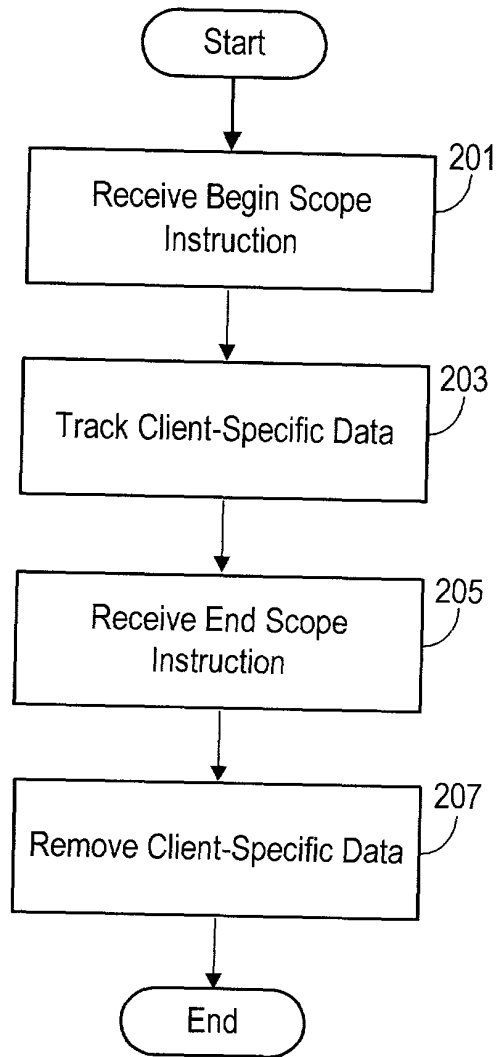 Start
201
Receive Begin Scope
Instruction
203
Track Client-Specific Data
205
Receive End Scope
Instruction
207
Remove Client-Specific Data
End